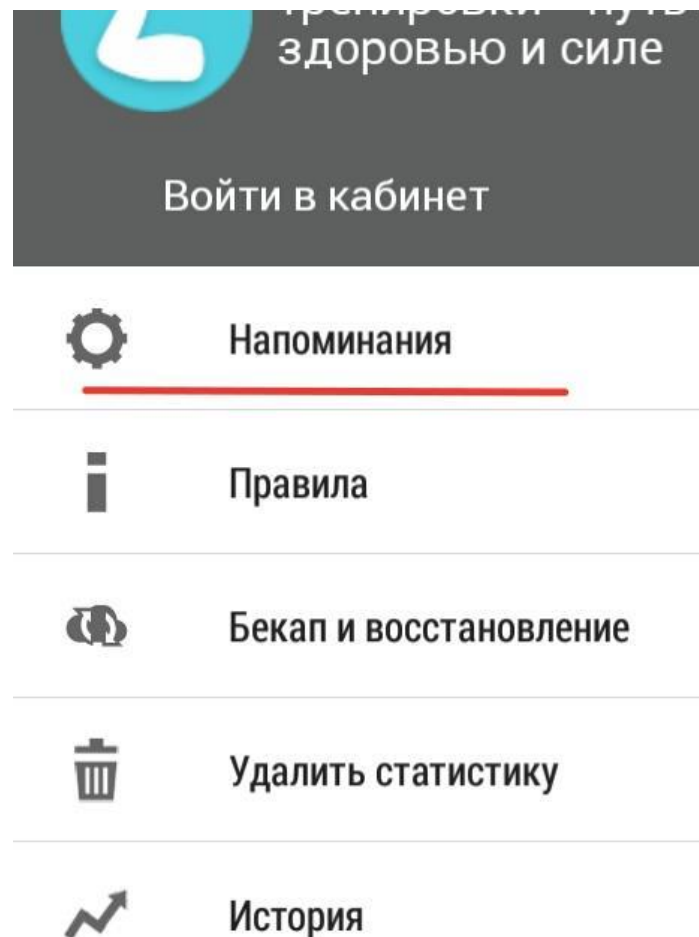 здоровью и силе
Войти в кабинет
Напоминания
Правила
Бекап и восстановление
Удалить статистику
История